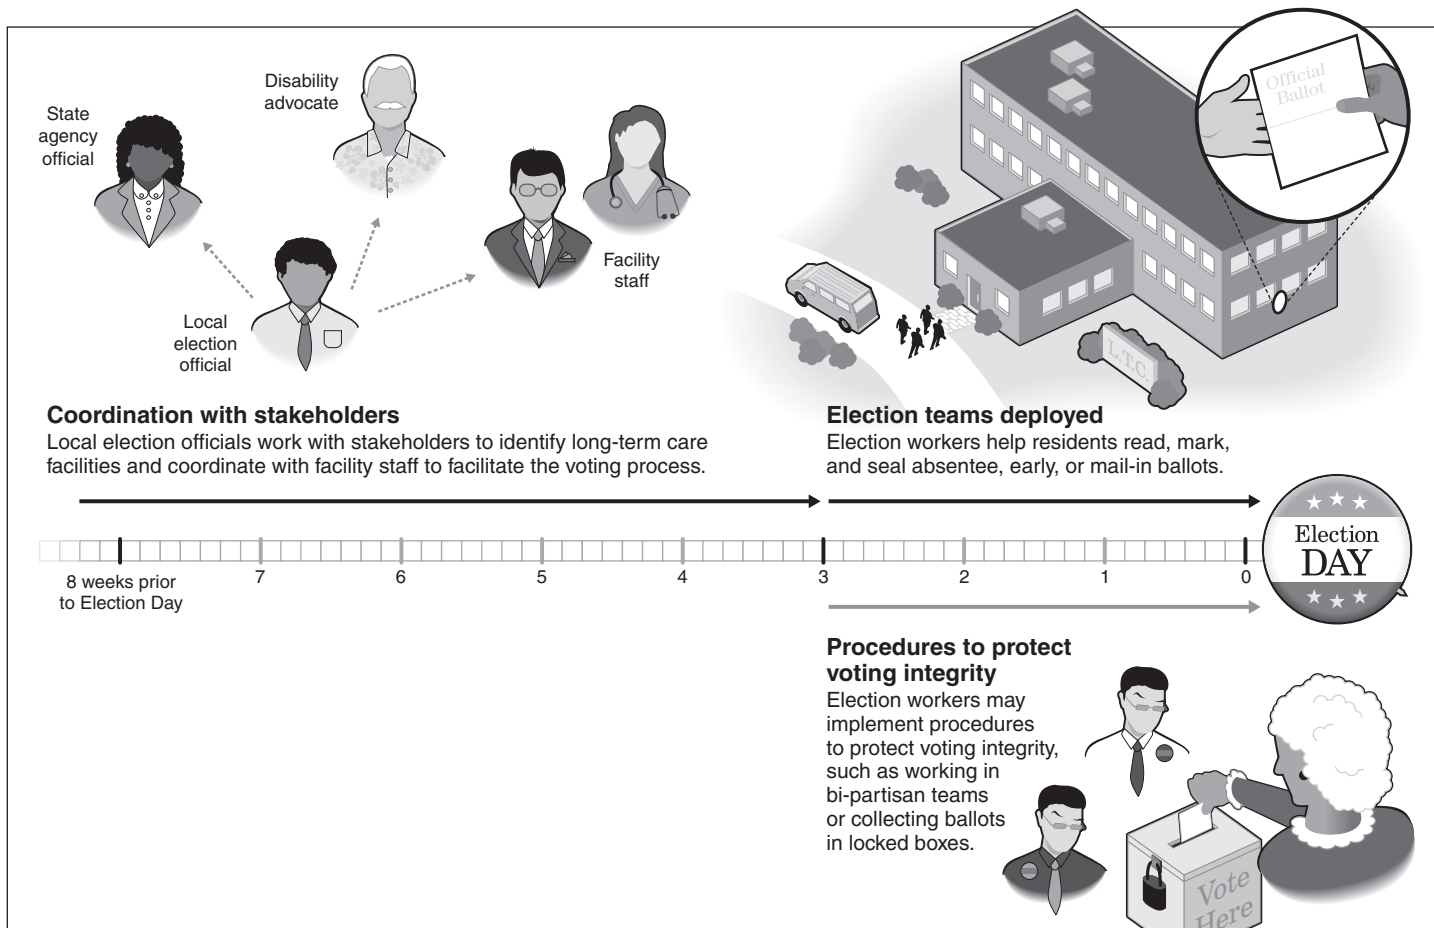 State
agency
official
Disability
advocate
Facility
staff
Local
election
official
Official
Ballot
L.T.C.
Coordination with stakeholders
Local election officials work with stakeholders to identify long-term care
facilities and coordinate with facility staff to facilitate the voting process.
Election teams deployed
Election workers help residents read, mark,
and seal absentee, early, or mail-in ballots.
8 weeks prior
to Election Day
7
6
5
4
3
2
1
0
Election
DAY
Procedures to protect
voting integrity
Election workers may
implement procedures
to protect voting integrity,
such as working in
bi-partisan teams
or collecting ballots
in locked boxes.
Vote
Here